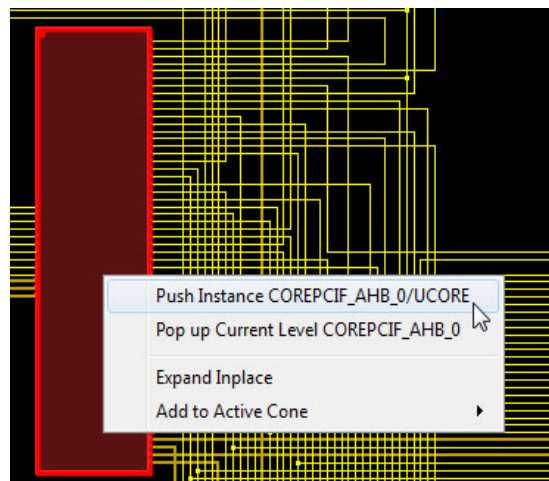 Push Instance COREPCIF_AHB_0/UCORE
Pop up Current Level COREPCIF_AHB_0
Expand Inplace
Add to Active Cone